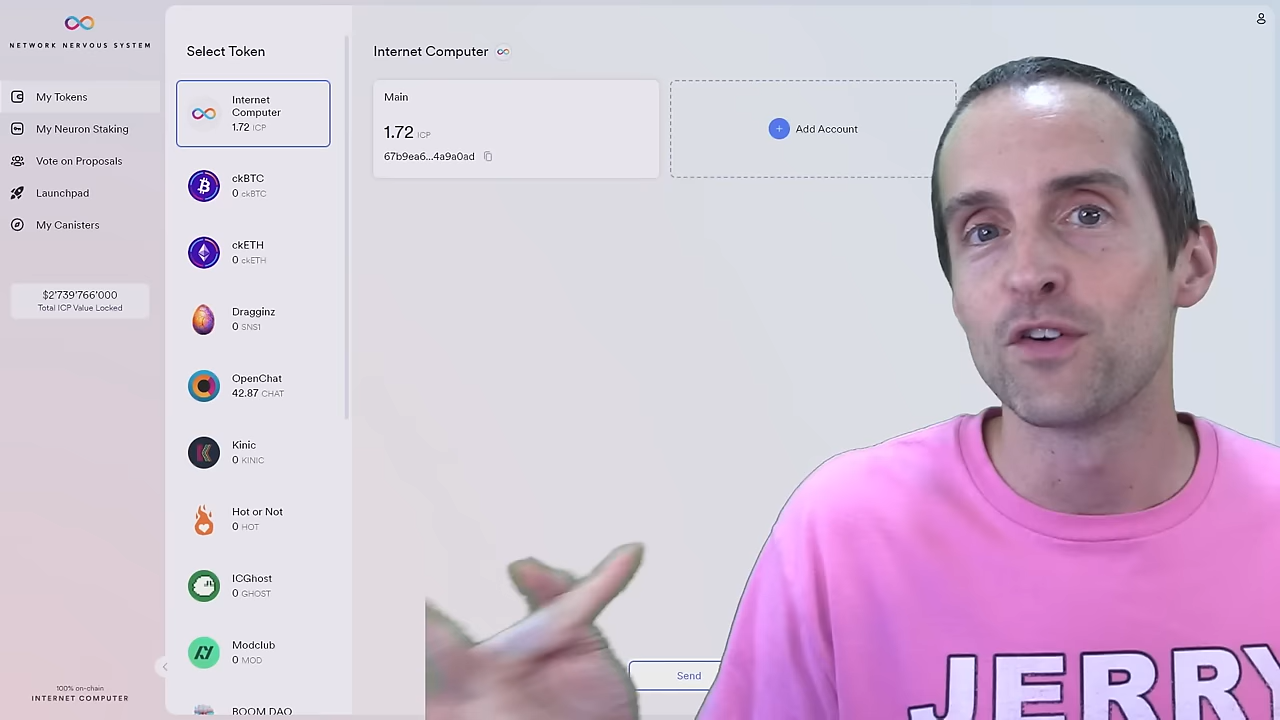 NETWORK NERVOUS SYSTEM
My Tokens
My Neuron Staking
Vote on Proposals
Launchpad
My Canisters
$2'739'766'000
Total ICP Value Locked
100% on-chain
INTERNET COMPUTER
Select Token
Internet
Computer
1.72 ICP
ckBTC
0 ckBTC
ckETH
0 ckETH
Dragginz
0 SNS1
OpenChat
42.87 CHAT
Kinic
0 KINIC
Hot or Not
0 HOT
ICGhost
0 GHOST
Modclub
0 MOD
BOOM DAO
Internet Computer
Main
1.72 ICP
67b9ea6...4a9a0ad
Add Account
Send
JERRY